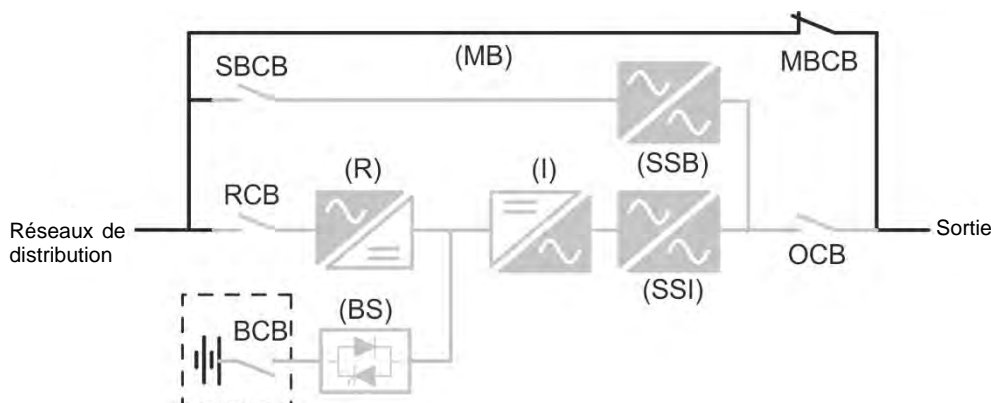 (MB)
MBCB
SBCB
(SSB)
(R)
(I)
RCB
Réseaux de
distribution
Sortie
OCB
(SSI)
(BS)
BCB